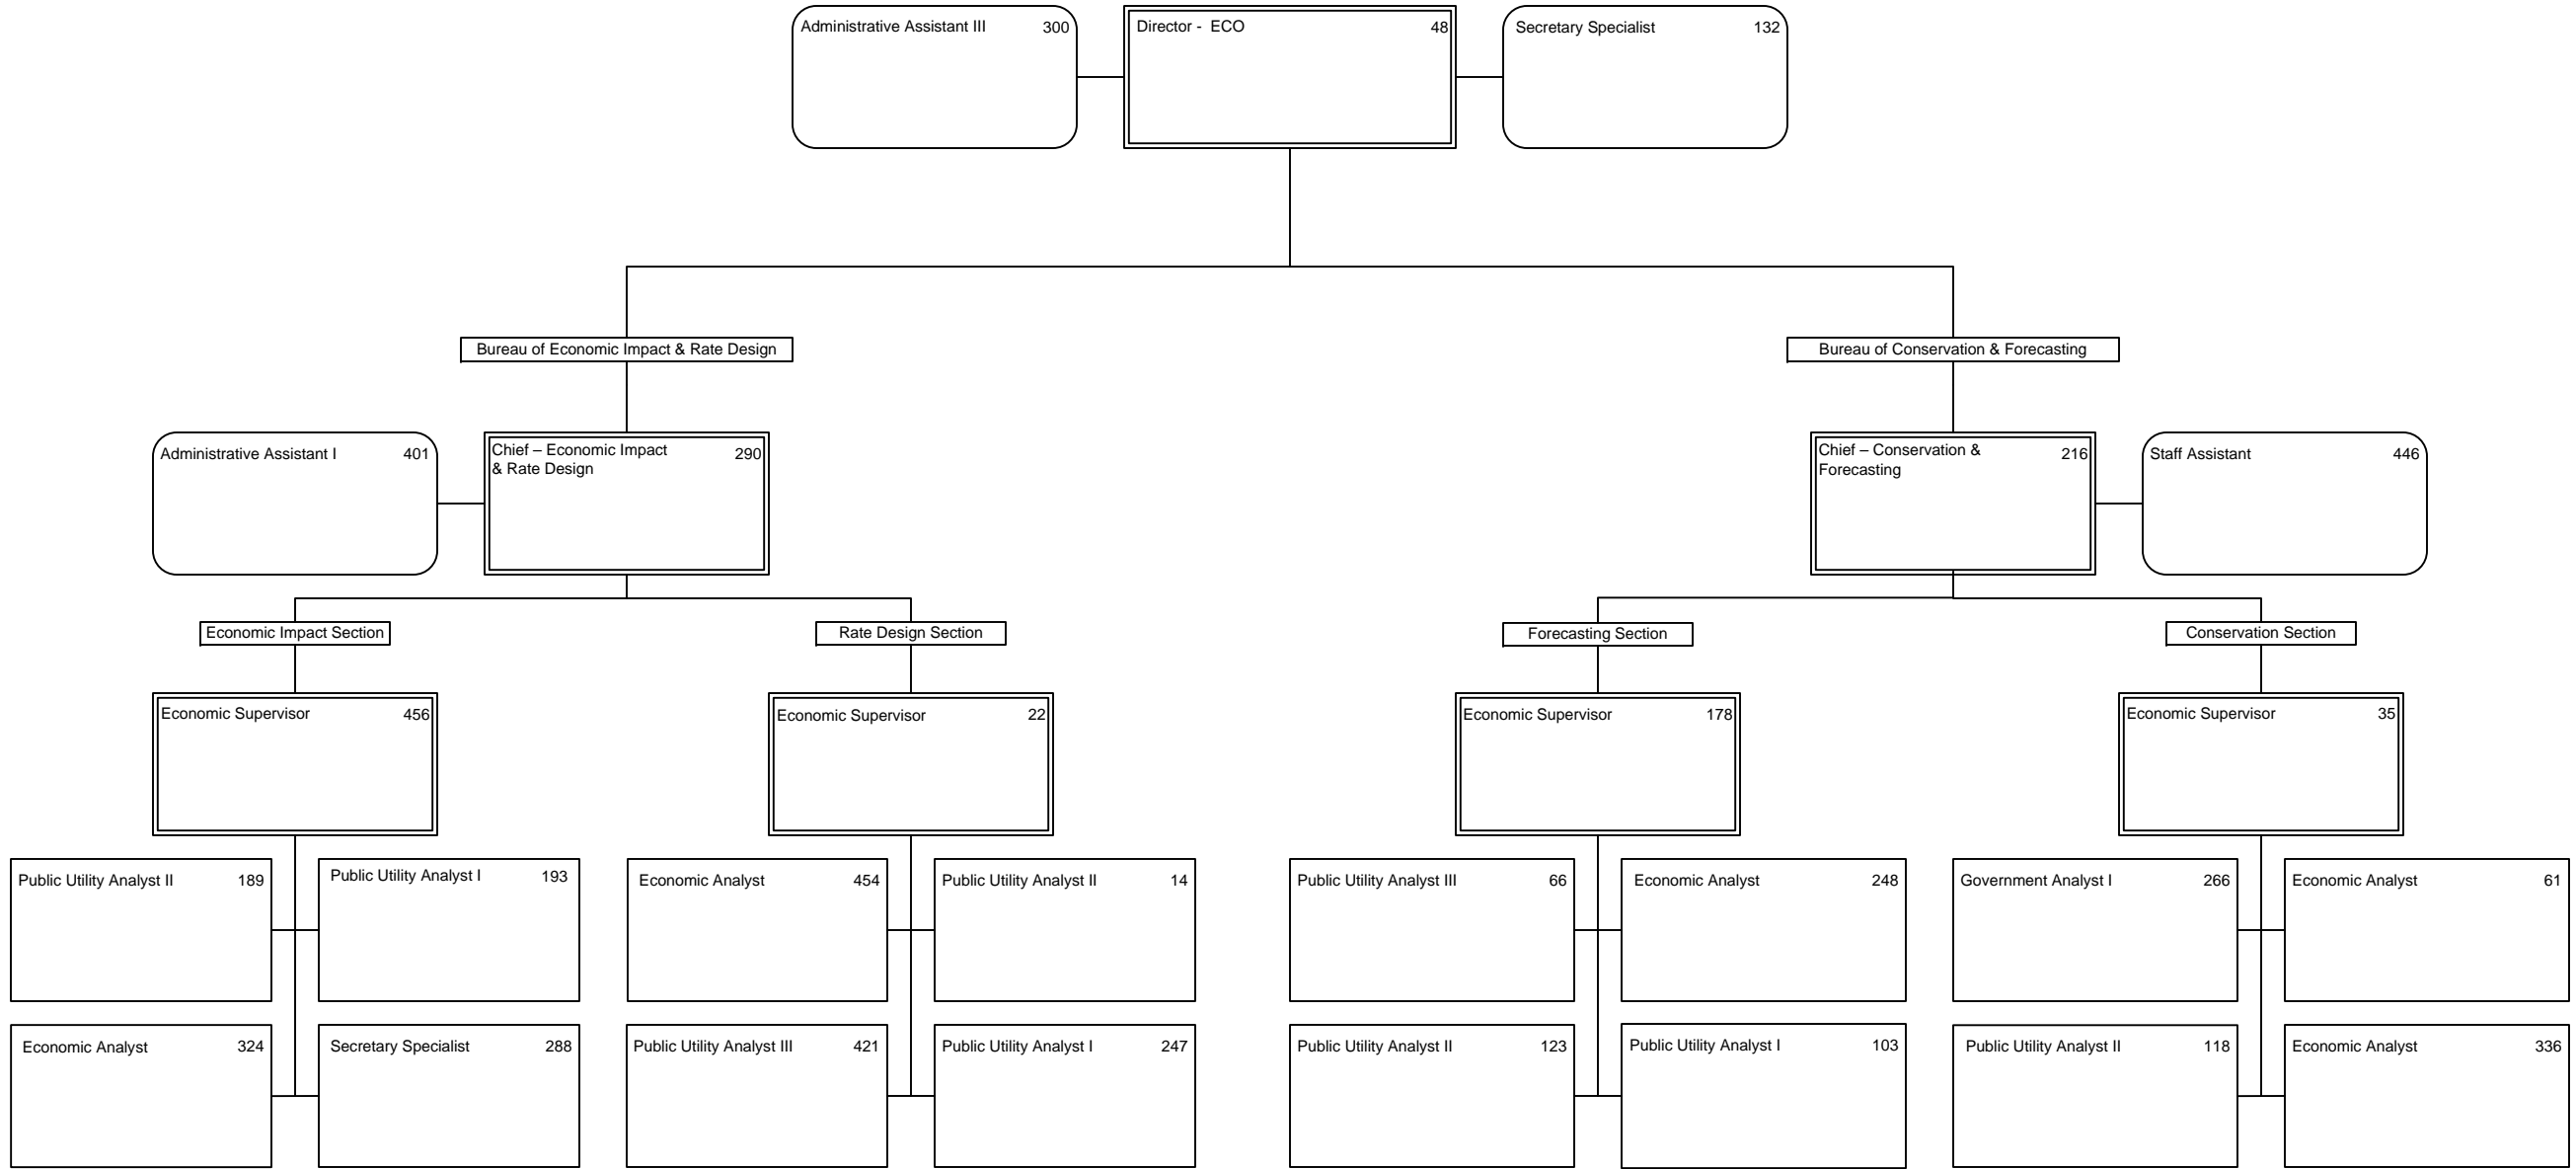 Administrative Assistant III 300
Director - ECO 48
Secretary Specialist 132
Bureau of Economic Impact & Rate Design
Bureau of Conservation & Forecasting
Administrative Assistant I 401
Chief – Economic Impact 290
& Rate Design
Chief – Conservation & 216
Forecasting
Staff Assistant 446
Economic Impact Section
Rate Design Section
Forecasting Section
Conservation Section
Economic Supervisor 456
Economic Supervisor 22
Economic Supervisor 178
Economic Supervisor 35
Public Utility Analyst II 189
Public Utility Analyst I 193
Economic Analyst 454
Public Utility Analyst II 14
Public Utility Analyst III 66
Economic Analyst 248
Government Analyst I 266
Economic Analyst 61
Economic Analyst 324
Secretary Specialist 288
Public Utility Analyst III 421
Public Utility Analyst I 247
Public Utility Analyst II 123
Public Utility Analyst I 103
Public Utility Analyst II 118
Economic Analyst 336